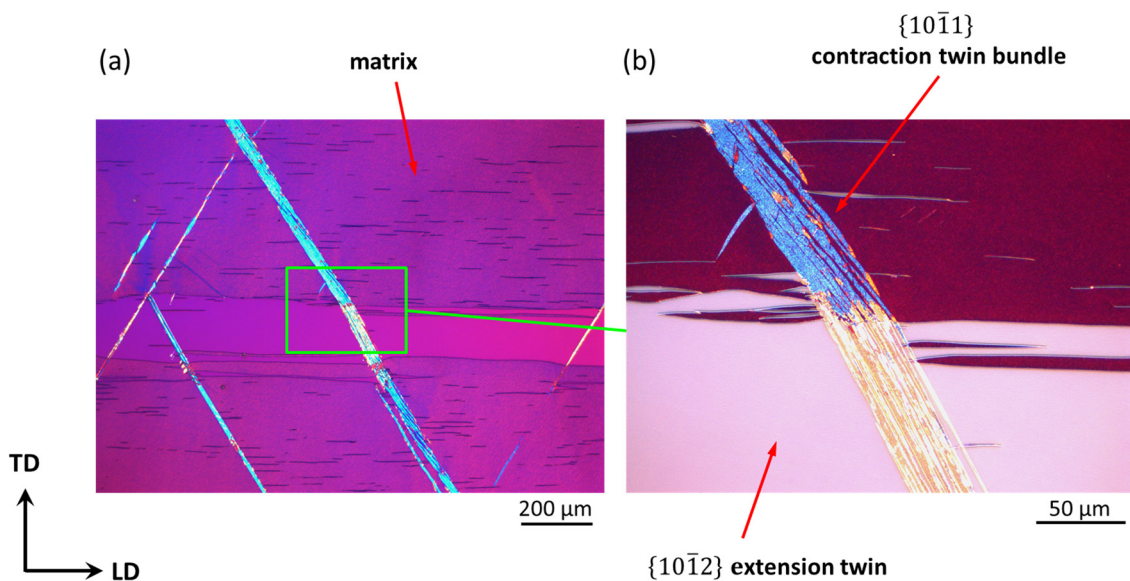 (a)
matrix
(b)
{101̅1}
contraction twin bundle
TD
LD
200 µm
50 µm
{101̅2} extension twin